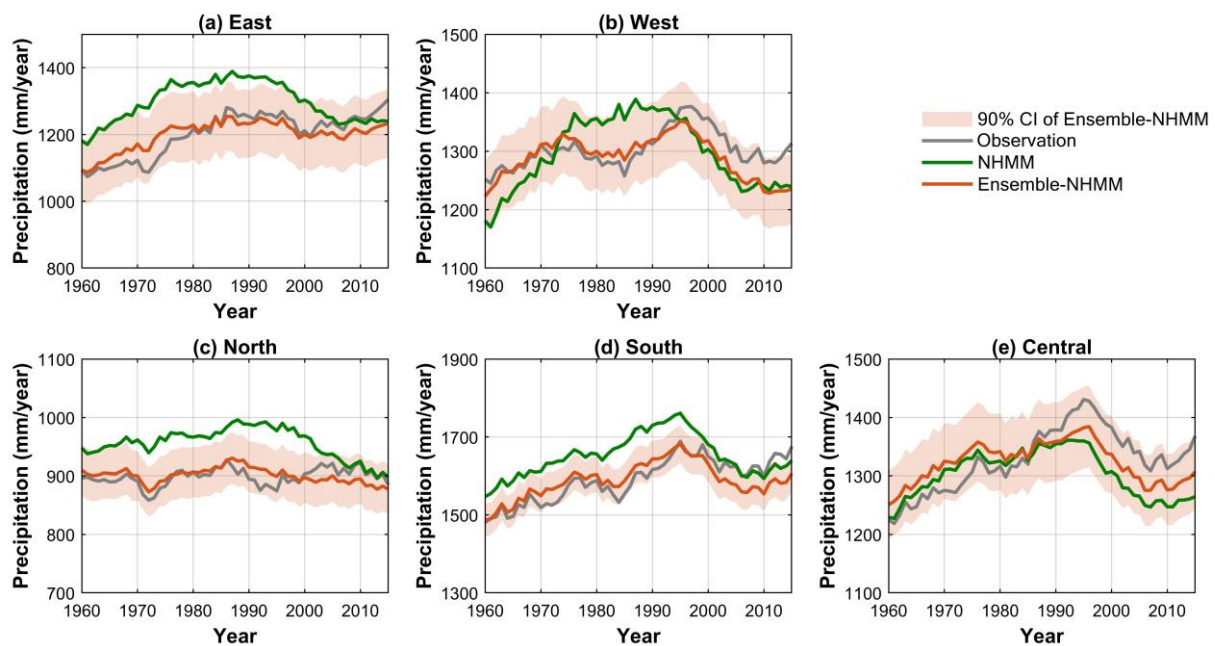 (a) East
Precipitation (mm/year)
1400
1200
1000
800
1960 1970 1980 1990 2000 2010
Year
(b) West
Precipitation (mm/year)
1500
1400
1300
1200
1100
1960 1970 1980 1990 2000 2010
Year
90% CI of Ensemble-NHMM
Observation
NHMM
Ensemble-NHMM
(c) North
Precipitation (mm/year)
1100
1000
900
800
700
1960 1970 1980 1990 2000 2010
Year
(d) South
Precipitation (mm/year)
1900
1700
1500
1300
1960 1970 1980 1990 2000 2010
Year
(e) Central
Precipitation (mm/year)
1500
1400
1300
1200
1100
1960 1970 1980 1990 2000 2010
Year